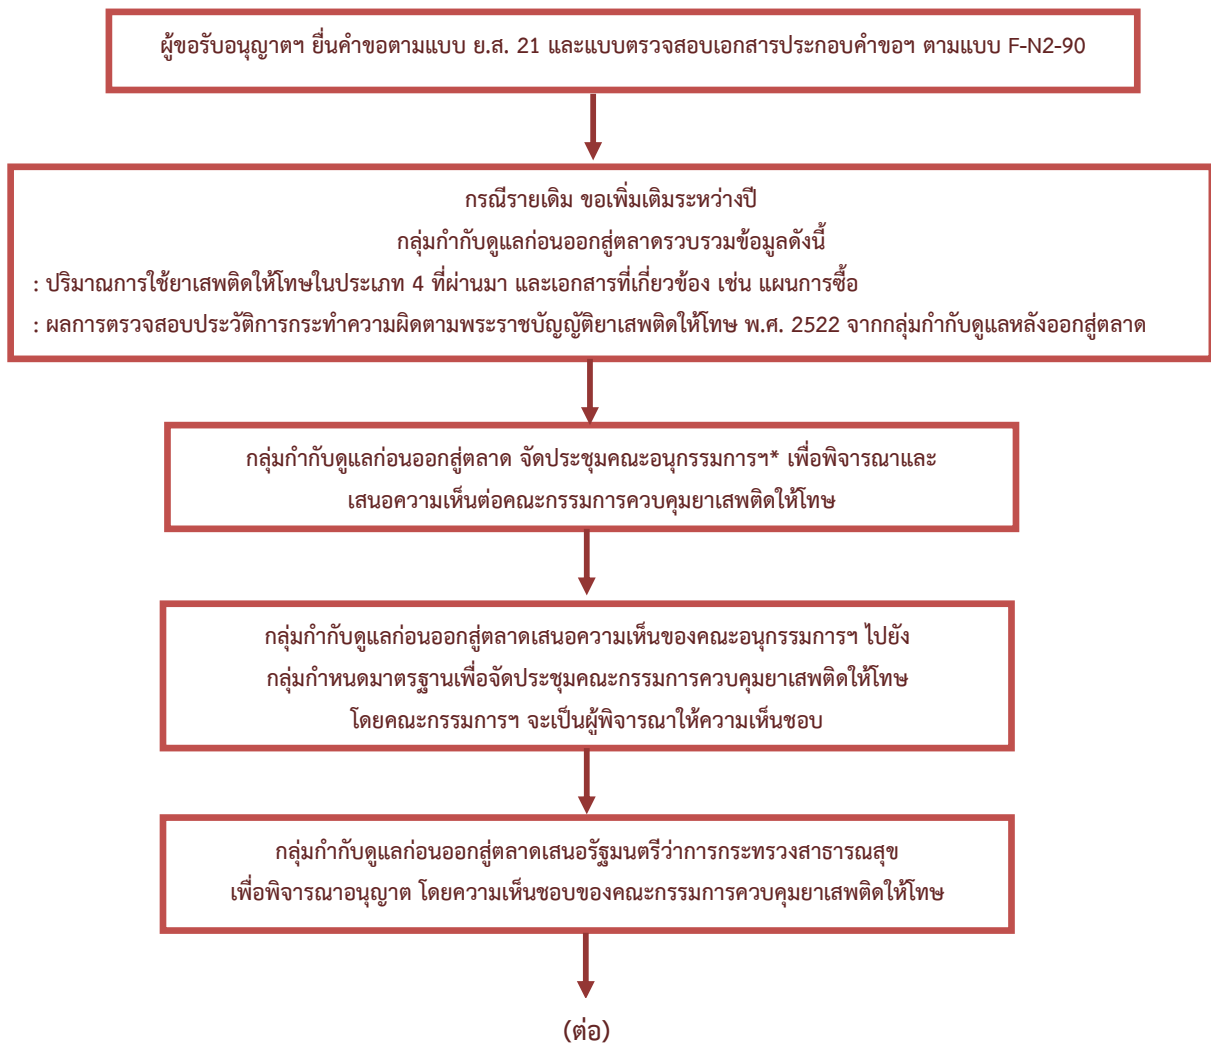 ผู้ขอรับอนุญาตฯ ยื่นคำขอตามแบบ ย.ส. 21 และแบบตรวจสอบเอกสารประกอบคำขอฯ ตามแบบ F-N2-90
กรณีรายเดิม ขอเพิ่มเติมระหว่างปี
กลุ่มกำกับดูแลก่อนออกสู่ตลาดรวบรวมข้อมูลดังนี้
: ปริมาณการใช้ยาเสพติดให้โทษในประเภท 4 ที่ผ่านมา และเอกสารที่เกี่ยวข้อง เช่น แผนการซื้อ
: ผลการตรวจสอบประวัติการกระทำความผิดตามพระราชบัญญัติยาเสพติดให้โทษ พ.ศ. 2522 จากกลุ่มกำกับดูแลหลังออกสู่ตลาด
กลุ่มกำกับดูแลก่อนออกสู่ตลาด จัดประชุมคณะอนุกรรมการฯ* เพื่อพิจารณาและ
เสนอความเห็นต่อคณะกรรมการควบคุมยาเสพติดให้โทษ
กลุ่มกำกับดูแลก่อนออกสู่ตลาดเสนอความเห็นของคณะอนุกรรมการฯ ไปยัง
กลุ่มกำหนดมาตรฐานเพื่อจัดประชุมคณะกรรมการควบคุมยาเสพติดให้โทษ
โดยคณะกรรมการฯ จะเป็นผู้พิจารณาให้ความเห็นชอบ
กลุ่มกำกับดูแลก่อนออกสู่ตลาดเสนอรัฐมนตรีว่าการกระทรวงสาธารณสุข
เพื่อพิจารณาอนุญาต โดยความเห็นชอบของคณะกรรมการควบคุมยาเสพติดให้โทษ
(ต่อ)